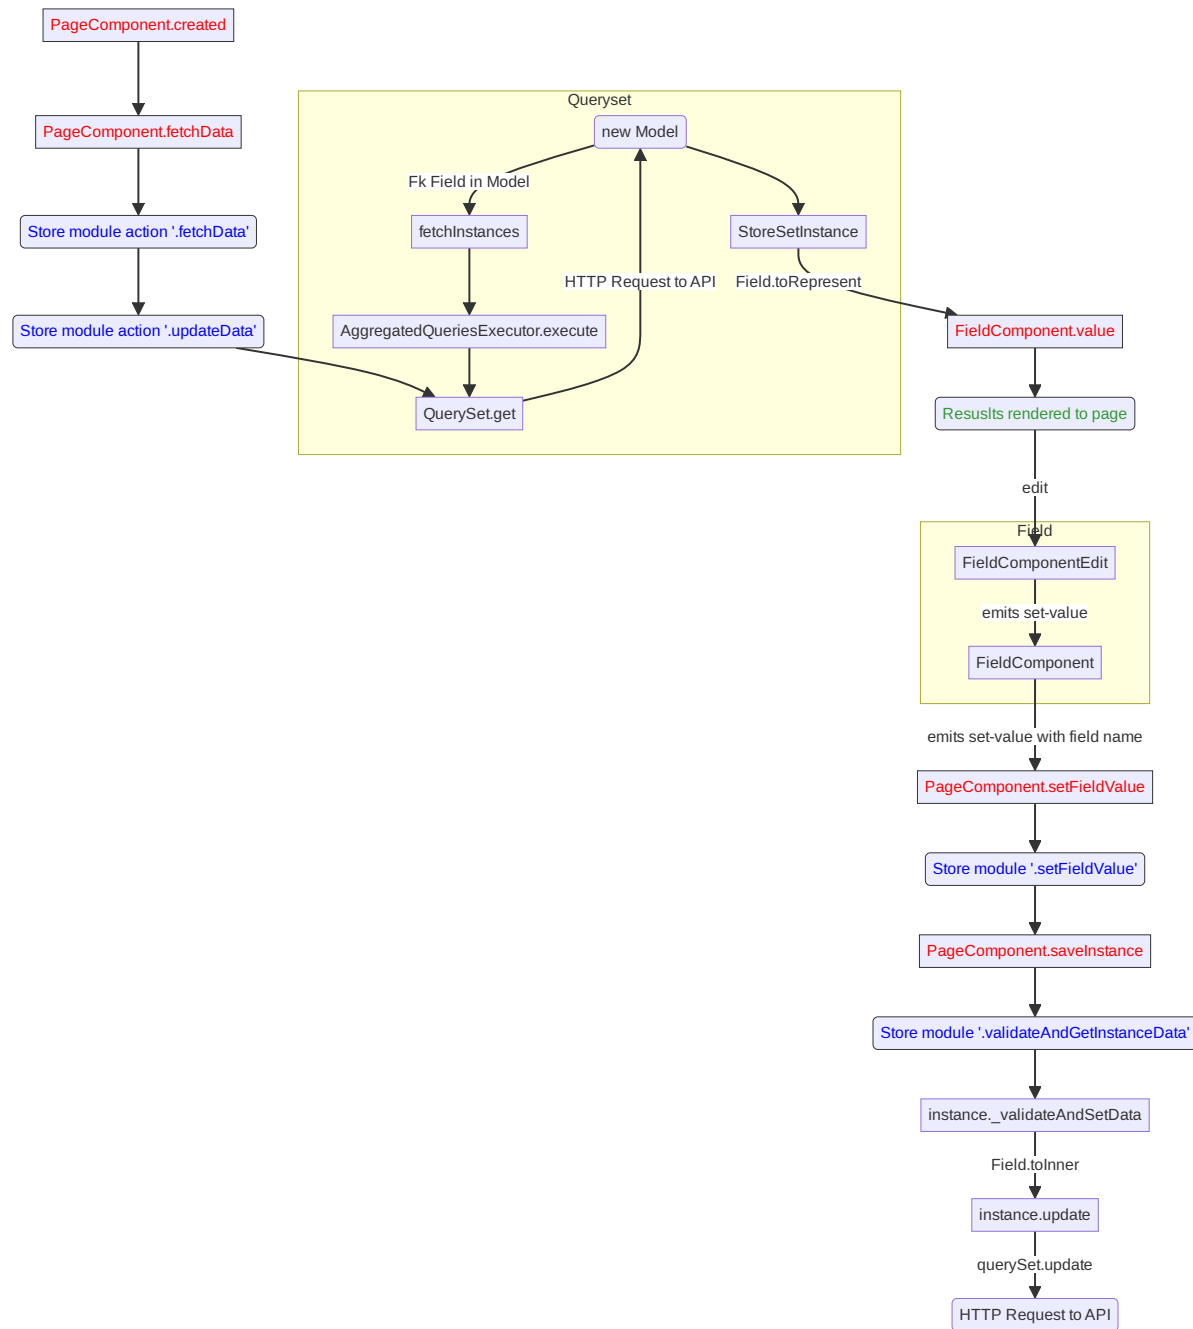 PageComponent.created
PageComponent.fetchData
Store module action '.fetchData'
Store module action '.updateData'
Queryset
new Model
Fk Field in Model
fetchInstances
StoreSetInstance
HTTP Request to API
Field.toRepresent
AggregatedQueriesExecutor.execute
QuerySet.get
FieldComponent.value
Resuslts rendered to page
edit
Field
FieldComponentEdit
emits set-value
FieldComponent
emits set-value with field name
PageComponent.setFieldValue
Store module '.setFieldValue'
PageComponent.saveInstance
Store module '.validateAndGetInstanceData'
instance._validateAndSetData
Field.toInner
instance.update
querySet.update
HTTP Request to API